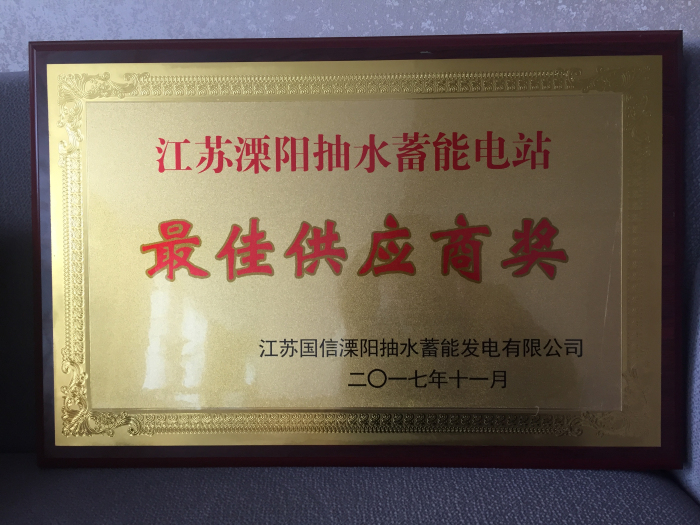 江苏溧阳抽水蓄能电站
最佳供应商奖
江苏国信溧阳抽水蓄能发电有限公司
二〇一七年十一月